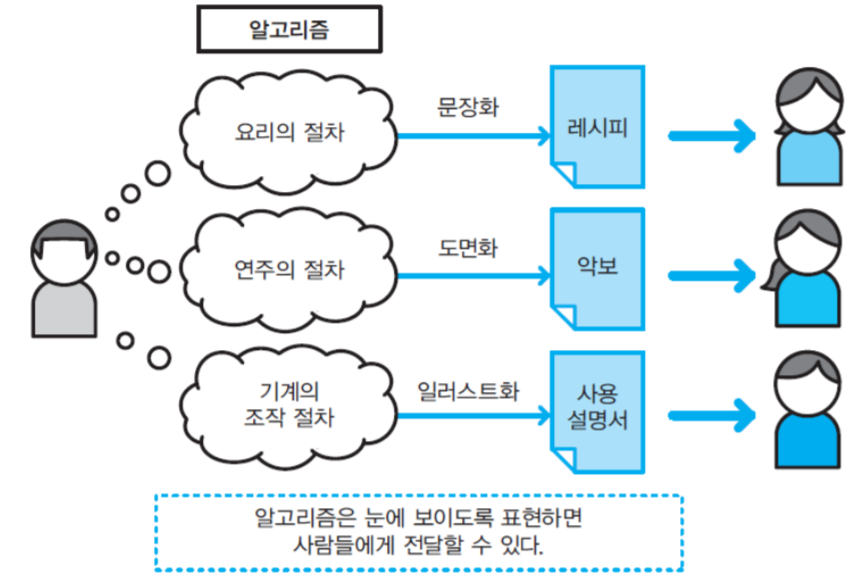 알고리즘
요리의 절차
문장화
레시피
연주의 절차
도면화
악보
기계의
조작 절차
일러스트화
사용
설명서
알고리즘은 눈에 보이도록 표현하면
사람들에게 전달할 수 있다.